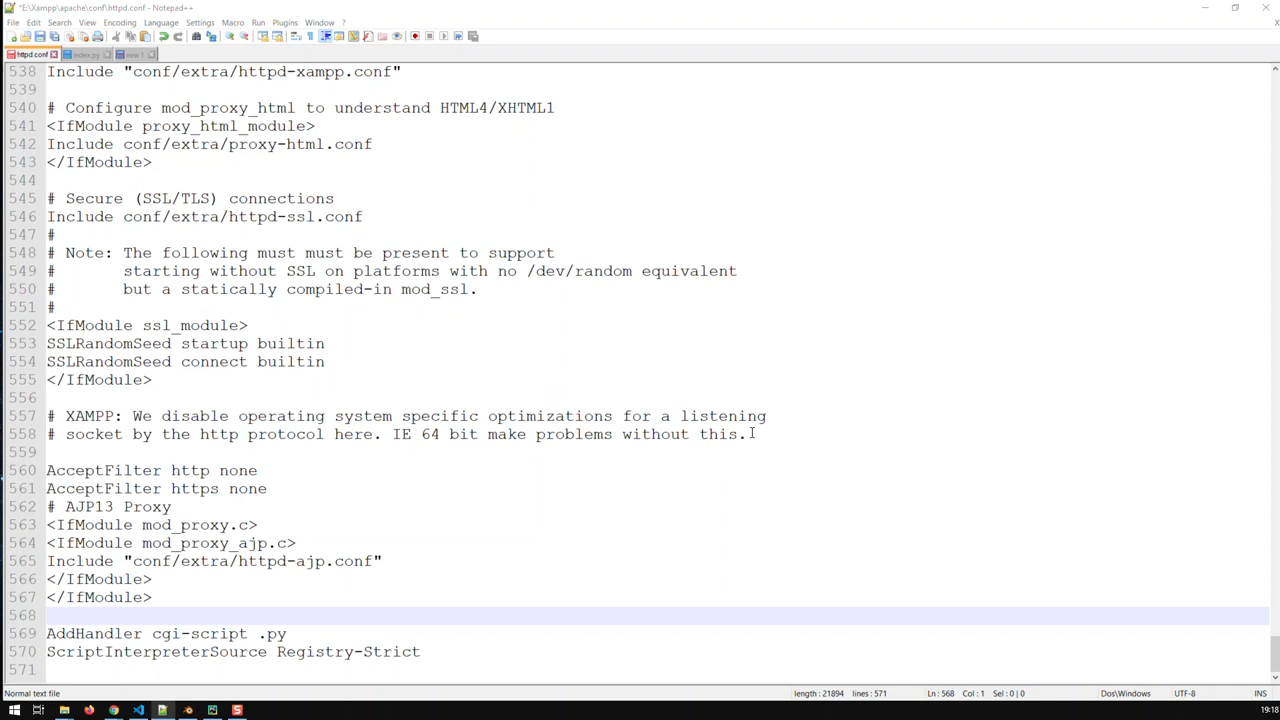 *E:\Xampp\apache\conf\httpd.conf - Notepad++
File Edit Search View Encoding Language Settings Macro Run Plugins Window ?
httpd.conf index.py new 1
538 Include "conf/extra/httpd-xampp.conf"
539
540 # Configure mod_proxy_html to understand HTML4/XHTML1
541 <IfModule proxy_html_module>
542 Include conf/extra/proxy-html.conf
543 </IfModule>
544
545 # Secure (SSL/TLS) connections
546 Include conf/extra/httpd-ssl.conf
547 #
548 # Note: The following must must be present to support
549 #       starting without SSL on platforms with no /dev/random equivalent
550 #       but a statically compiled-in mod_ssl.
551 #
552 <IfModule ssl_module>
553 SSLRandomSeed startup builtin
554 SSLRandomSeed connect builtin
555 </IfModule>
556
557 # XAMPP: We disable operating system specific optimizations for a listening
558 # socket by the http protocol here. IE 64 bit make problems without this.
559
560 AcceptFilter http none
561 AcceptFilter https none
562 # AJP13 Proxy
563 <IfModule mod_proxy.c>
564 <IfModule mod_proxy_ajp.c>
565 Include "conf/extra/httpd-ajp.conf"
566 </IfModule>
567 </IfModule>
568
569 AddHandler cgi-script .py
570 ScriptInterpreterSource Registry-Strict
571
Normal text file length : 21894 lines : 571 Ln : 568 Col : 1 Sel : 0 | 0 Dos\Windows UTF-8 INS
19:18